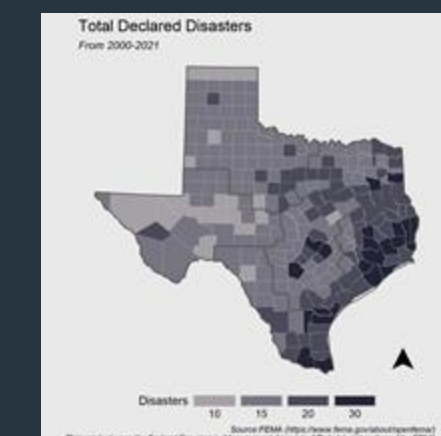 Total Declared Disasters
From 2000-2021
Disasters
10 15 20 30
Source:FEMA (https://www.fema.gov/about/openfema)